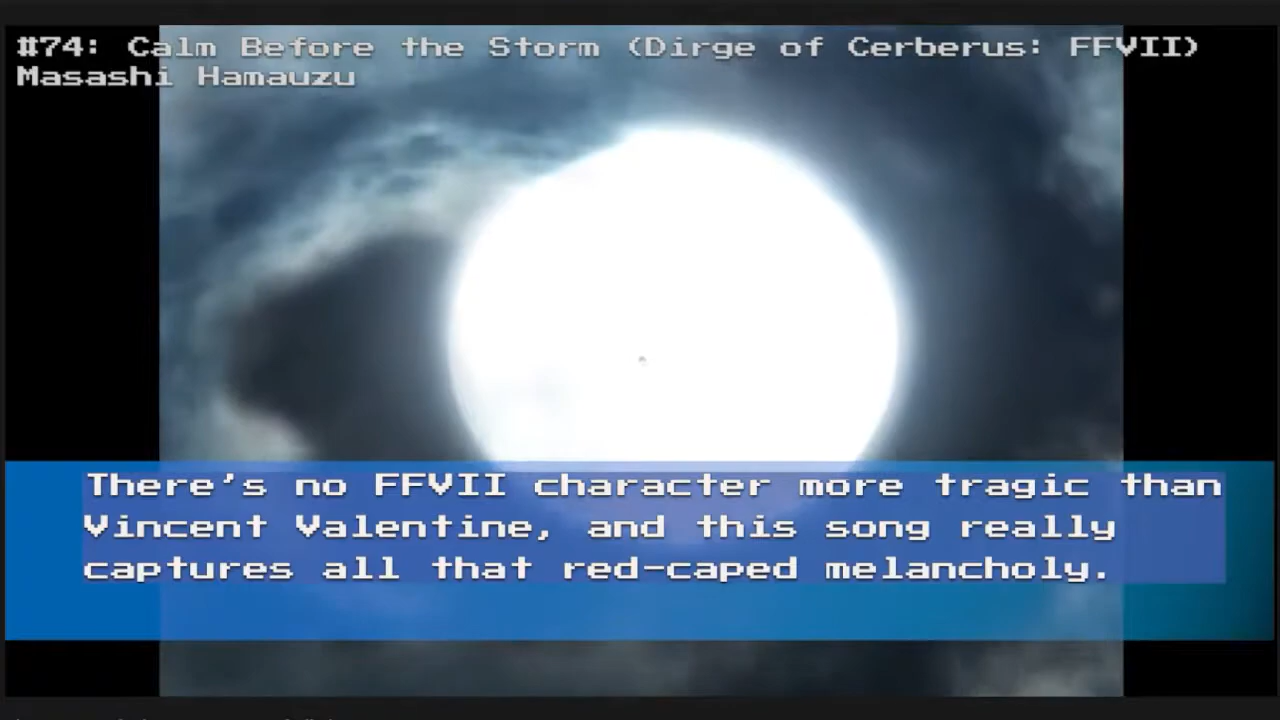 #74: Calm Before the Storm (Dirge of Cerberus: FFVII)
Masashi Hamauzu
There's no FFVII character more tragic than
Vincent Valentine, and this song really
captures all that red-caped melancholy.